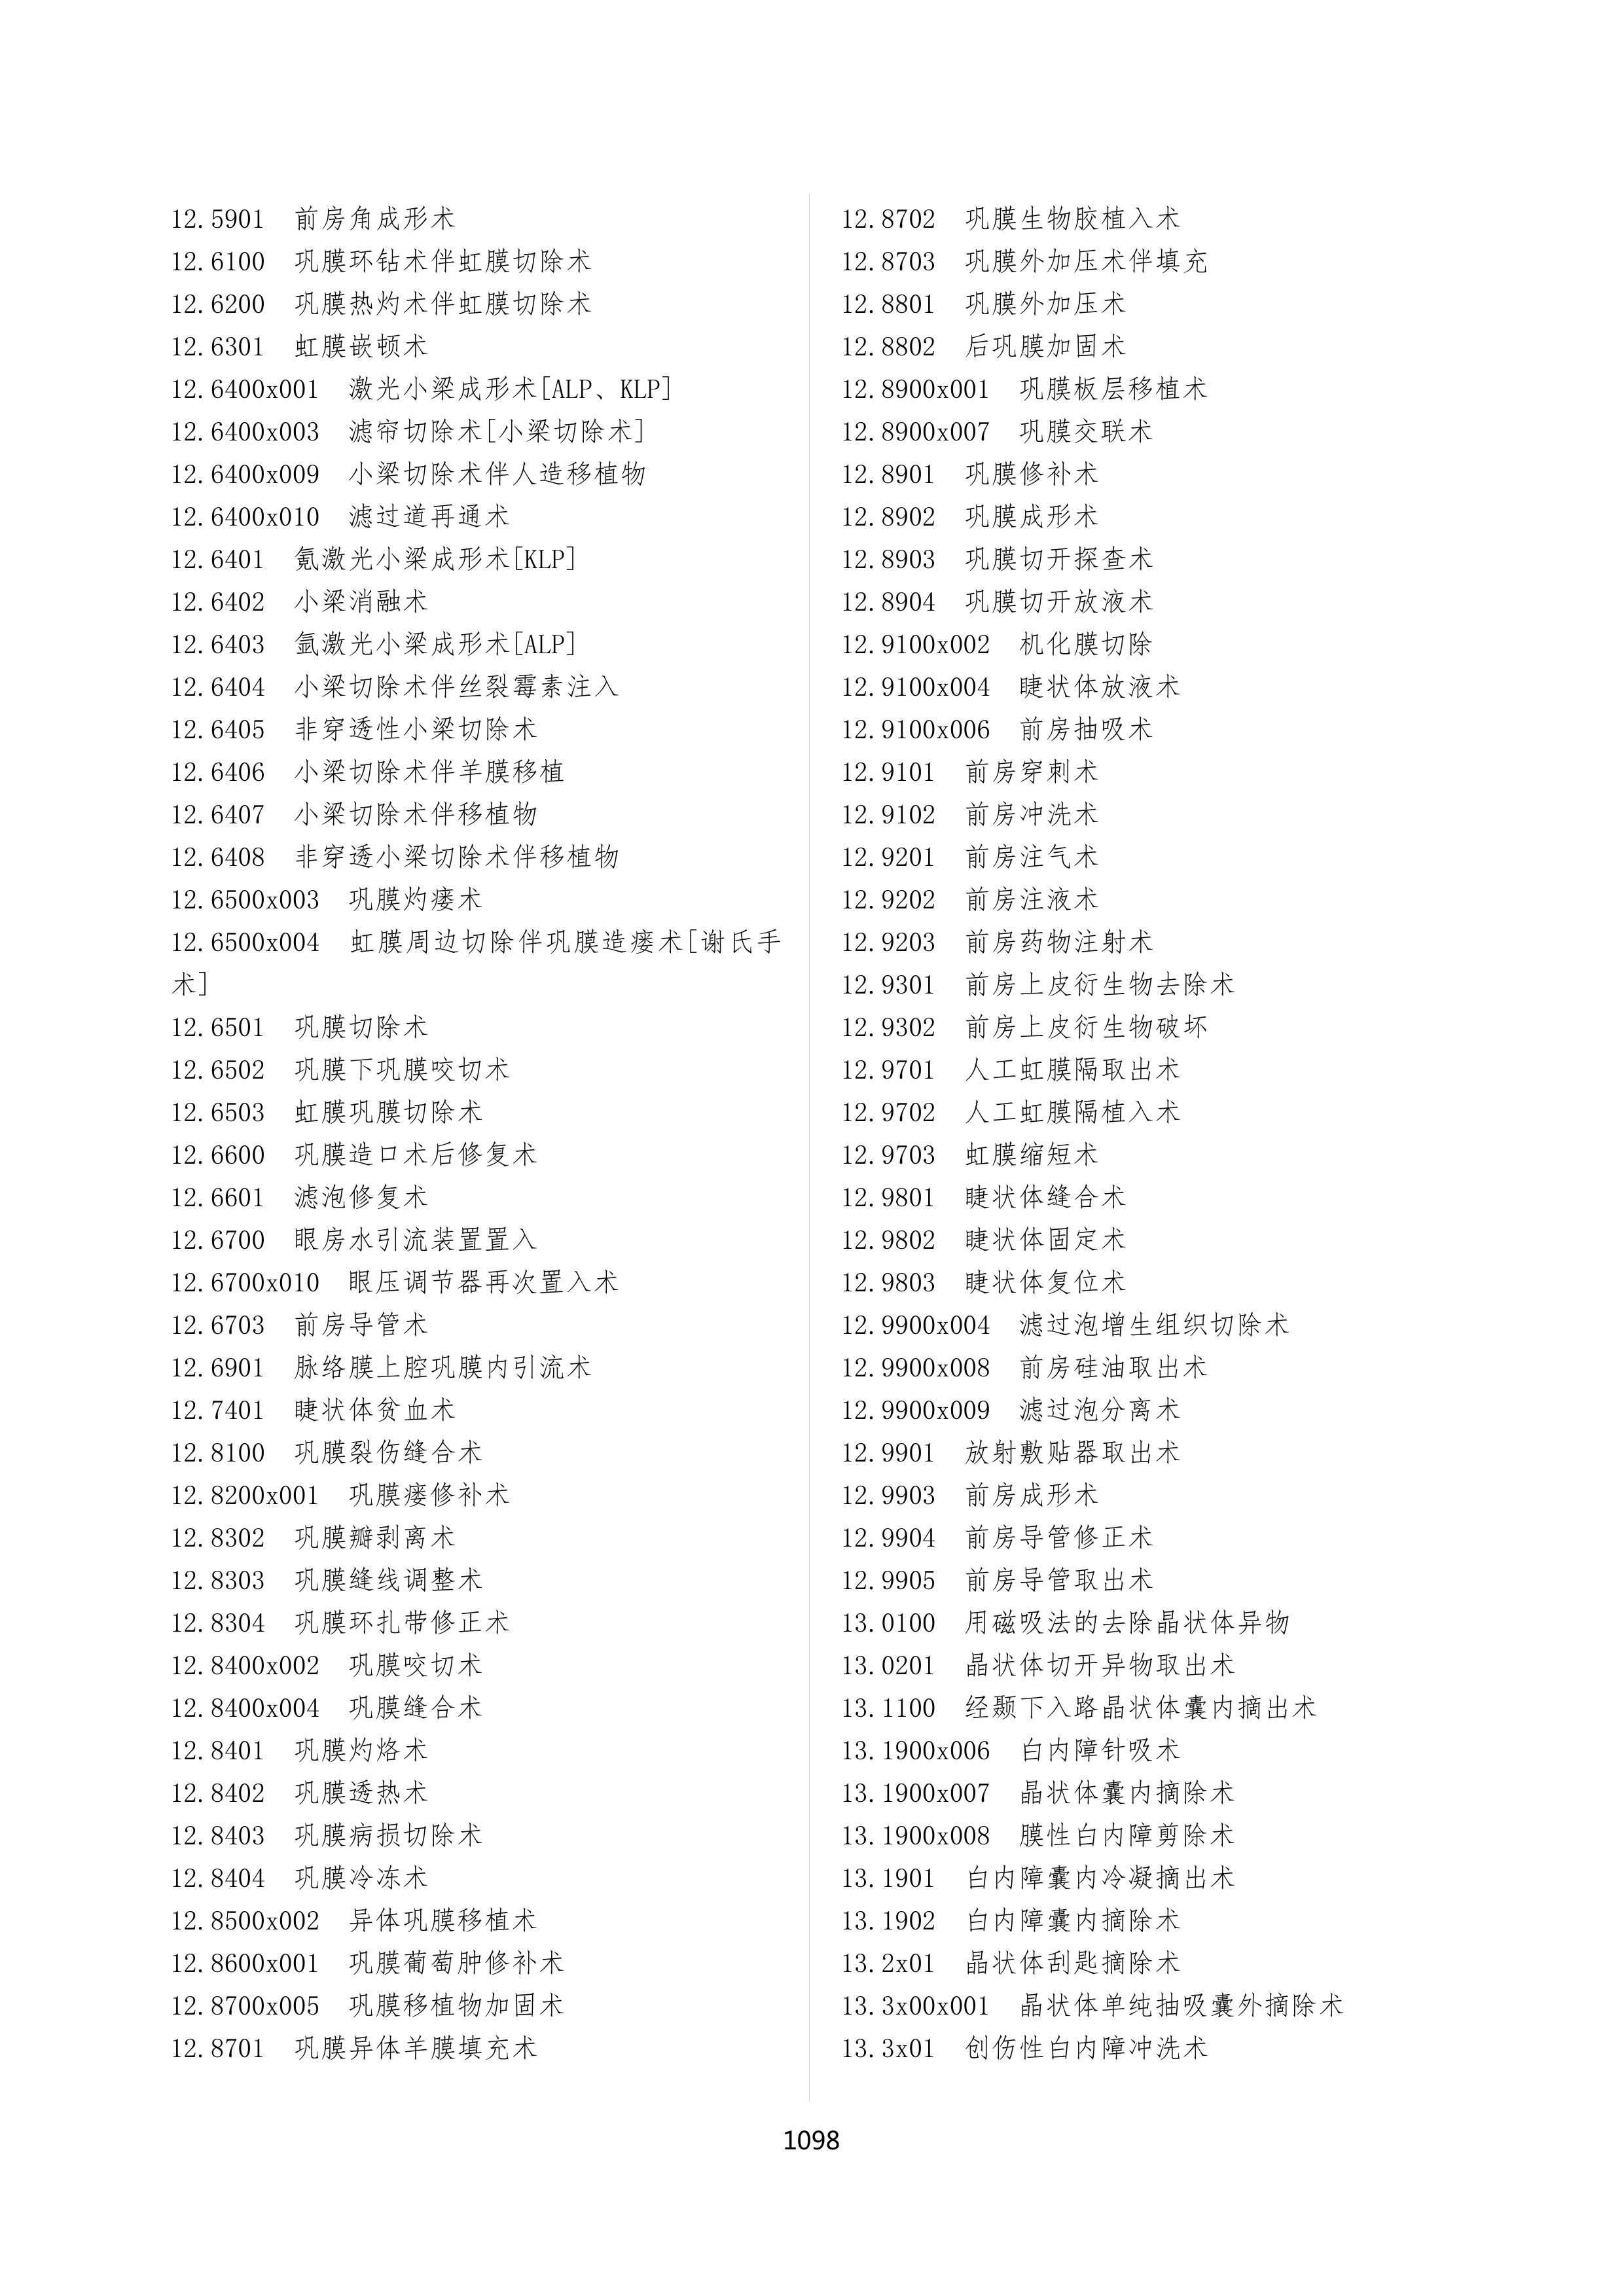 12.5901 前房角成形术
12.6100 巩膜环钻术伴虹膜切除术
12.6200 巩膜热灼术伴虹膜切除术
12.6301 虹膜嵌顿术
12.6400x001 激光小梁成形术[ALP、KLP]
12.6400x003 滤帘切除术[小梁切除术]
12.6400x009 小梁切除术伴人造移植物
12.6400x010 滤过道再通术
12.6401 氪激光小梁成形术[KLP]
12.6402 小梁消融术
12.6403 氩激光小梁成形术[ALP]
12.6404 小梁切除术伴丝裂霉素注入
12.6405 非穿透性小梁切除术
12.6406 小梁切除术伴羊膜移植
12.6407 小梁切除术伴移植物
12.6408 非穿透小梁切除术伴移植物
12.6500x003 巩膜灼瘘术
12.6500x004 虹膜周边切除伴巩膜造瘘术[谢氏手
术]
12.6501 巩膜切除术
12.6502 巩膜下巩膜咬切术
12.6503 虹膜巩膜切除术
12.6600 巩膜造口术后修复术
12.6601 滤泡修复术
12.6700 眼房水引流装置置入
12.6700x010 眼压调节器再次置入术
12.6703 前房导管术
12.6901 脉络膜上腔巩膜内引流术
12.7401 睫状体贫血术
12.8100 巩膜裂伤缝合术
12.8200x001 巩膜瘘修补术
12.8302 巩膜瓣剥离术
12.8303 巩膜缝线调整术
12.8304 巩膜环扎带修正术
12.8400x002 巩膜咬切术
12.8400x004 巩膜缝合术
12.8401 巩膜灼烙术
12.8402 巩膜透热术
12.8403 巩膜病损切除术
12.8404 巩膜冷冻术
12.8500x002 异体巩膜移植术
12.8600x001 巩膜葡萄肿修补术
12.8700x005 巩膜移植物加固术
12.8701 巩膜异体羊膜填充术
12.8702 巩膜生物胶植入术
12.8703 巩膜外加压术伴填充
12.8801 巩膜外加压术
12.8802 后巩膜加固术
12.8900x001 巩膜板层移植术
12.8900x007 巩膜交联术
12.8901 巩膜修补术
12.8902 巩膜成形术
12.8903 巩膜切开探查术
12.8904 巩膜切开放液术
12.9100x002 机化膜切除
12.9100x004 睫状体放液术
12.9100x006 前房抽吸术
12.9101 前房穿刺术
12.9102 前房冲洗术
12.9201 前房注气术
12.9202 前房注液术
12.9203 前房药物注射术
12.9301 前房上皮衍生物去除术
12.9302 前房上皮衍生物破坏
12.9701 人工虹膜隔取出术
12.9702 人工虹膜隔植入术
12.9703 虹膜缩短术
12.9801 睫状体缝合术
12.9802 睫状体固定术
12.9803 睫状体复位术
12.9900x004 滤过泡增生组织切除术
12.9900x008 前房硅油取出术
12.9900x009 滤过泡分离术
12.9901 放射敷贴器取出术
12.9903 前房成形术
12.9904 前房导管修正术
12.9905 前房导管取出术
13.0100 用磁吸法的去除晶状体异物
13.0201 晶状体切开异物取出术
13.1100 经颞下入路晶状体囊内摘出术
13.1900x006 白内障针吸术
13.1900x007 晶状体囊内摘除术
13.1900x008 膜性白内障剪除术
13.1901 白内障囊内冷凝摘出术
13.1902 白内障囊内摘除术
13.2x01 晶状体刮匙摘除术
13.3x00x001 晶状体单纯抽吸囊外摘除术
13.3x01 创伤性白内障冲洗术
1098